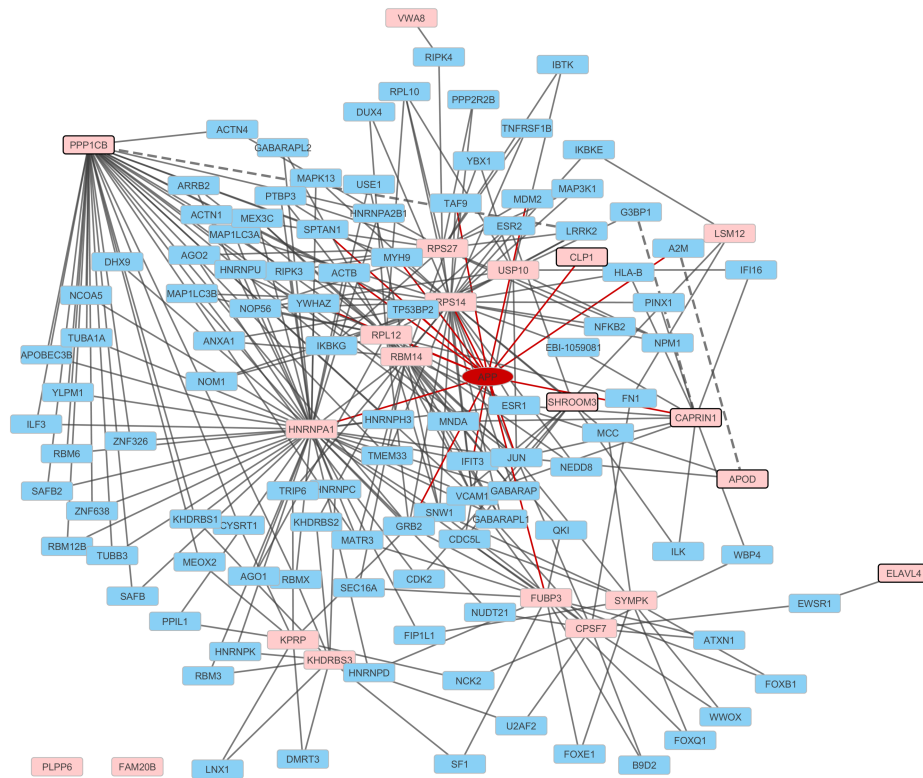 VWA8
RIPK4
IBTK
RPL10
PPP2R2B
DUX4
TNFRSF1B
ACTN4
PPP1CB
GABARAPL2
IKBKE
YBX1
MAPK13
USE1
MAP3K1
ARRB2
PTBP3
MDM2
TAF9
G3BP1
ACTN1
MEX3C
HNRNPA2B1
SPTAN1
ESR2
LRRK2
LSM12
MAP1LC3A
RPS27
A2M
AGO2
MYH9
CLP1
DHX9
HNRNPU
RIPK3
ACTB
USP10
HLA-B
IFI16
NCOA5
MAP1LC3B
NOP56
YWHAZ
TP53BP2
RPS14
PINX1
NFKB2
TUBA1A
RPL12
NPM1
APOBEC3B
ANXA1
IKBKG
RBM14
EBI-1059081
YLPM1
NOM1
ESR1
SHROOM3
FN1
ILF3
HNRNPA1
HNRNPH3
MNDA
CAPRIN1
ZNF326
MCC
RBM6
TMEM33
IFIT3
JUN
NEDD8
APOD
SAFB2
TRIP6
HNRNPC
VCAM1
GABARAP
ZNF638
KHDRBS1
CYSRT1
KHDRBS2
SNW1
GABARAPL1
GRB2
QKI
RBM12B
TUBB3
MATR3
CDC5L
ILK
WBP4
MEOX2
AGO1
RBMX
SEC16A
CDK2
ELAVL4
SAFB
FUBP3
SYMPK
EWSR1
PPIL1
NUDT21
CPSF7
KPRP
FIP1L1
ATXN1
HNRNPK
KHDRBS3
RBM3
HNRNPD
NCK2
FOXB1
U2AF2
WWOX
PLPP6
FAM20B
LNX1
DMRT3
SF1
FOXE1
B9D2
FOXQ1